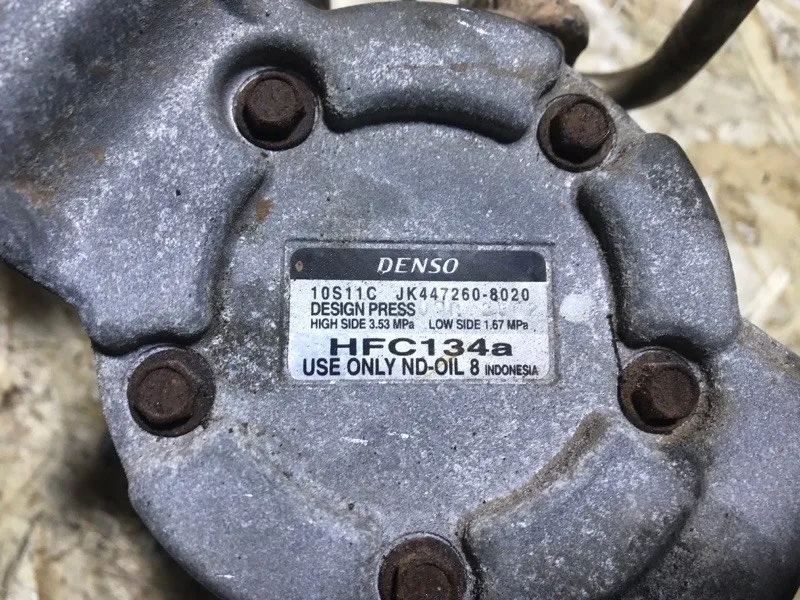 DENSO
10S11C JK447260-8020
DESIGN PRESS
HIGH SIDE 3.53 MPa LOW SIDE 1.67 MPa
HFC134a
USE ONLY ND-OIL 8 INDONESIA